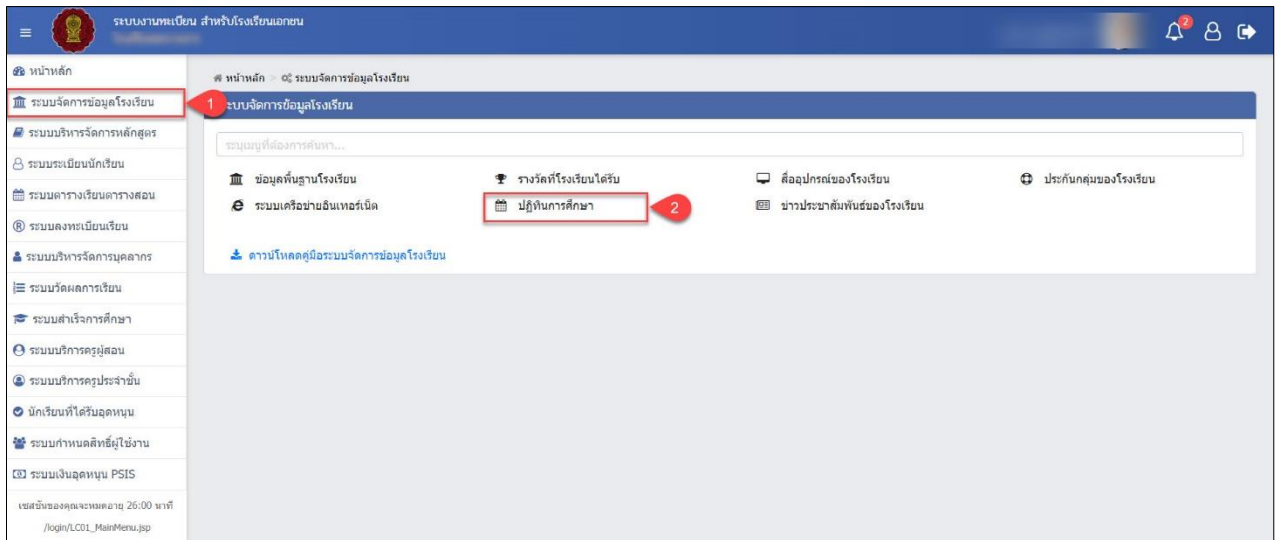 ระบบงานทะเบียน สำหรับโรงเรียนเอกชน
2
หน้าหลัก
หน้าหลัก > ระบบจัดการข้อมูลโรงเรียน
ระบบจัดการข้อมูลโรงเรียน
1
ระบบจัดการข้อมูลโรงเรียน
ระบบบริหารจัดการหลักสูตร
ระบุเมนูที่ต้องการค้นหา...
ระบบระเบียนนักเรียน
ข้อมูลพื้นฐานโรงเรียน
รางวัลที่โรงเรียนได้รับ
สื่ออุปกรณ์ของโรงเรียน
ประกันกลุ่มของโรงเรียน
ระบบตารางเรียนตารางสอน
ระบบเครือข่ายอินเทอร์เน็ต
ปฏิทินการศึกษา
2
ข่าวประชาสัมพันธ์ของโรงเรียน
ระบบลงทะเบียนเรียน
ระบบบริหารจัดการบุคลากร
ดาวน์โหลดคู่มือระบบจัดการข้อมูลโรงเรียน
ระบบวัดผลการเรียน
ระบบสำเร็จการศึกษา
ระบบบริการครูผู้สอน
ระบบบริการครูประจำชั้น
นักเรียนที่ได้รับอุดหนุน
ระบบกำหนดสิทธิ์ผู้ใช้งาน
ระบบเงินอุดหนุน PSIS
เซสชันของคุณจะหมดอายุ 26:00 นาที
/login/LC01_MainMenu.jsp